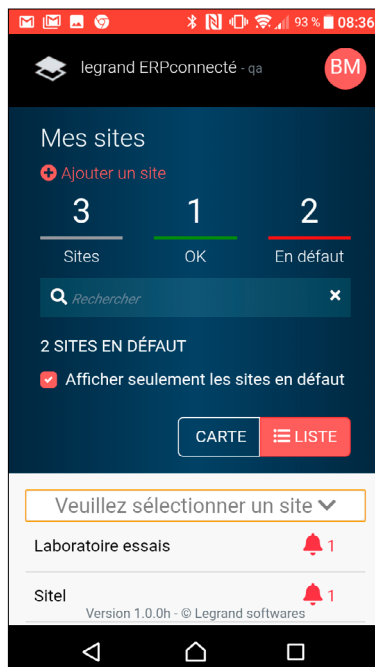 93 % 08:36
legrand ERPconnecté - qa
BM
Mes sites
Ajouter un site
3 1 2
Sites OK En défaut
Rechercher
2 SITES EN DÉFAUT
Afficher seulement les sites en défaut
CARTE LISTE
Veuillez sélectionner un site
Laboratoire essais 1
Sitel 1
Version 1.0.0h - © Legrand softwares